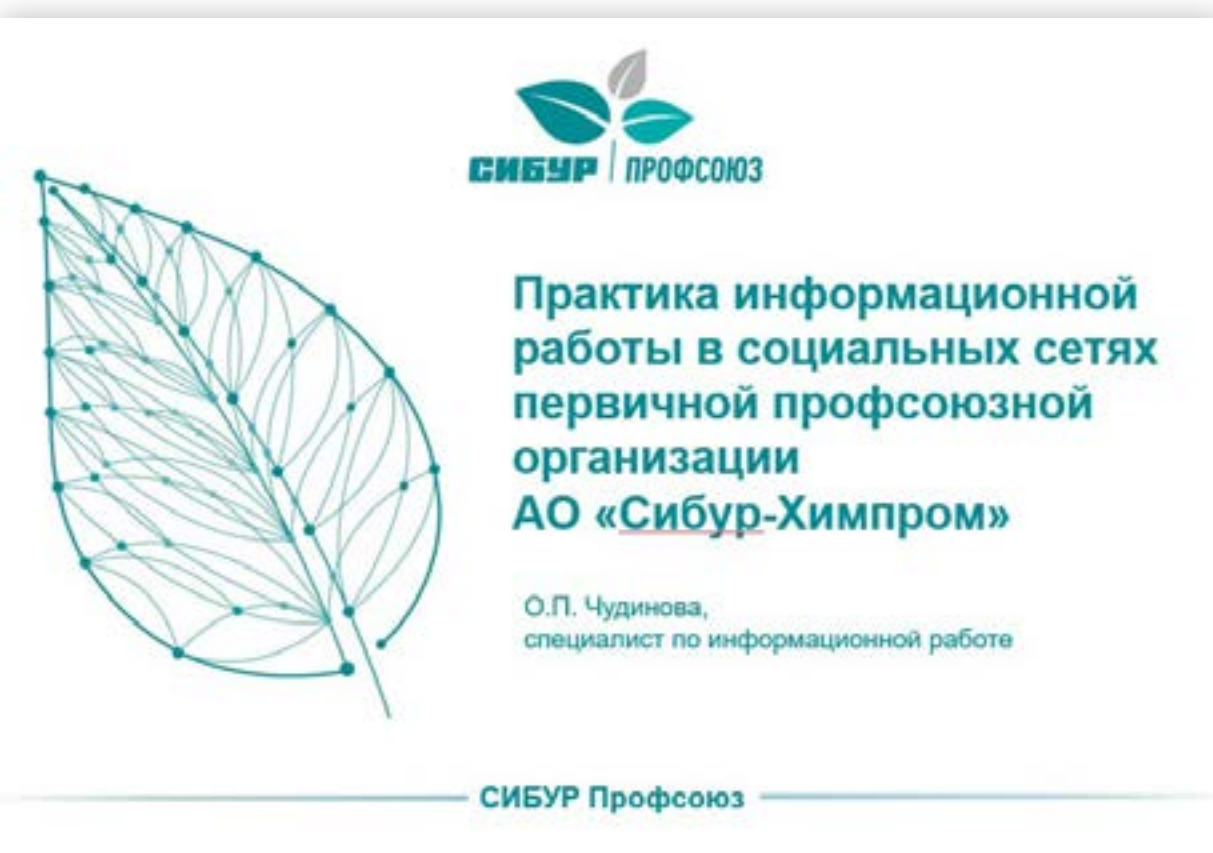 СИБУР | ПРОФСОЮЗ
Практика информационной
работы в социальных сетях
первичной профсоюзной
организации
АО «Сибур-Химпром»
О.П. Чудинова,
специалист по информационной работе
СИБУР Профсоюз